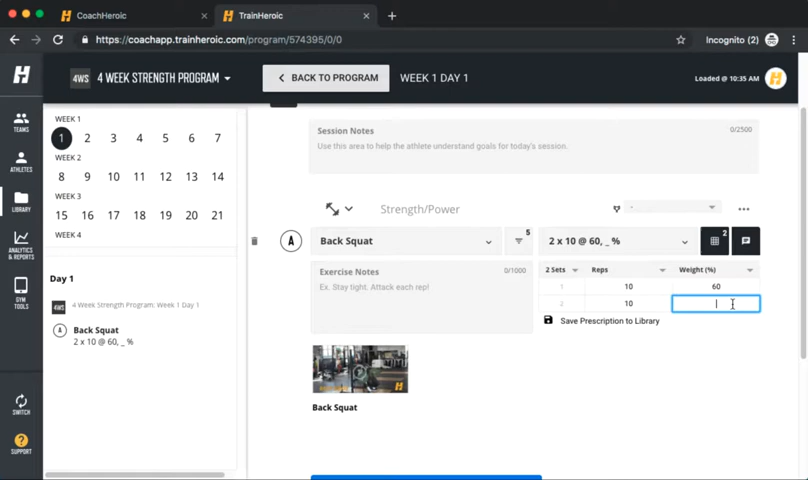 CoachHeroic
TrainHeroic
https://coachapp.trainheroic.com/program/574395/0/0
Incognito (2)
H
4WS
4 WEEK STRENGTH PROGRAM
BACK TO PROGRAM
WEEK 1 DAY 1
Loaded @ 10:35 AM
TEAMS
ATHLETES
LIBRARY
ANALYTICS & REPORTS
GYM TOOLS
SWITCH
SUPPORT
WEEK 1
1 2 3 4 5 6 7
WEEK 2
8 9 10 11 12 13 14
WEEK 3
15 16 17 18 19 20 21
WEEK 4
Day 1
4WS
4 Week Strength Program: Week 1 Day 1
A
Back Squat
2 x 10 @ 60, _ %
Session Notes
0/2500
Use this area to help the athlete understand goals for today's session.
Strength/Power
-
A
Back Squat
5
2 x 10 @ 60, _ %
2
Exercise Notes
0/1000
Ex. Stay tight. Attack each rep!
2 Sets Reps Weight (%)
1 10 60
2 10
Save Prescription to Library
Back Squat